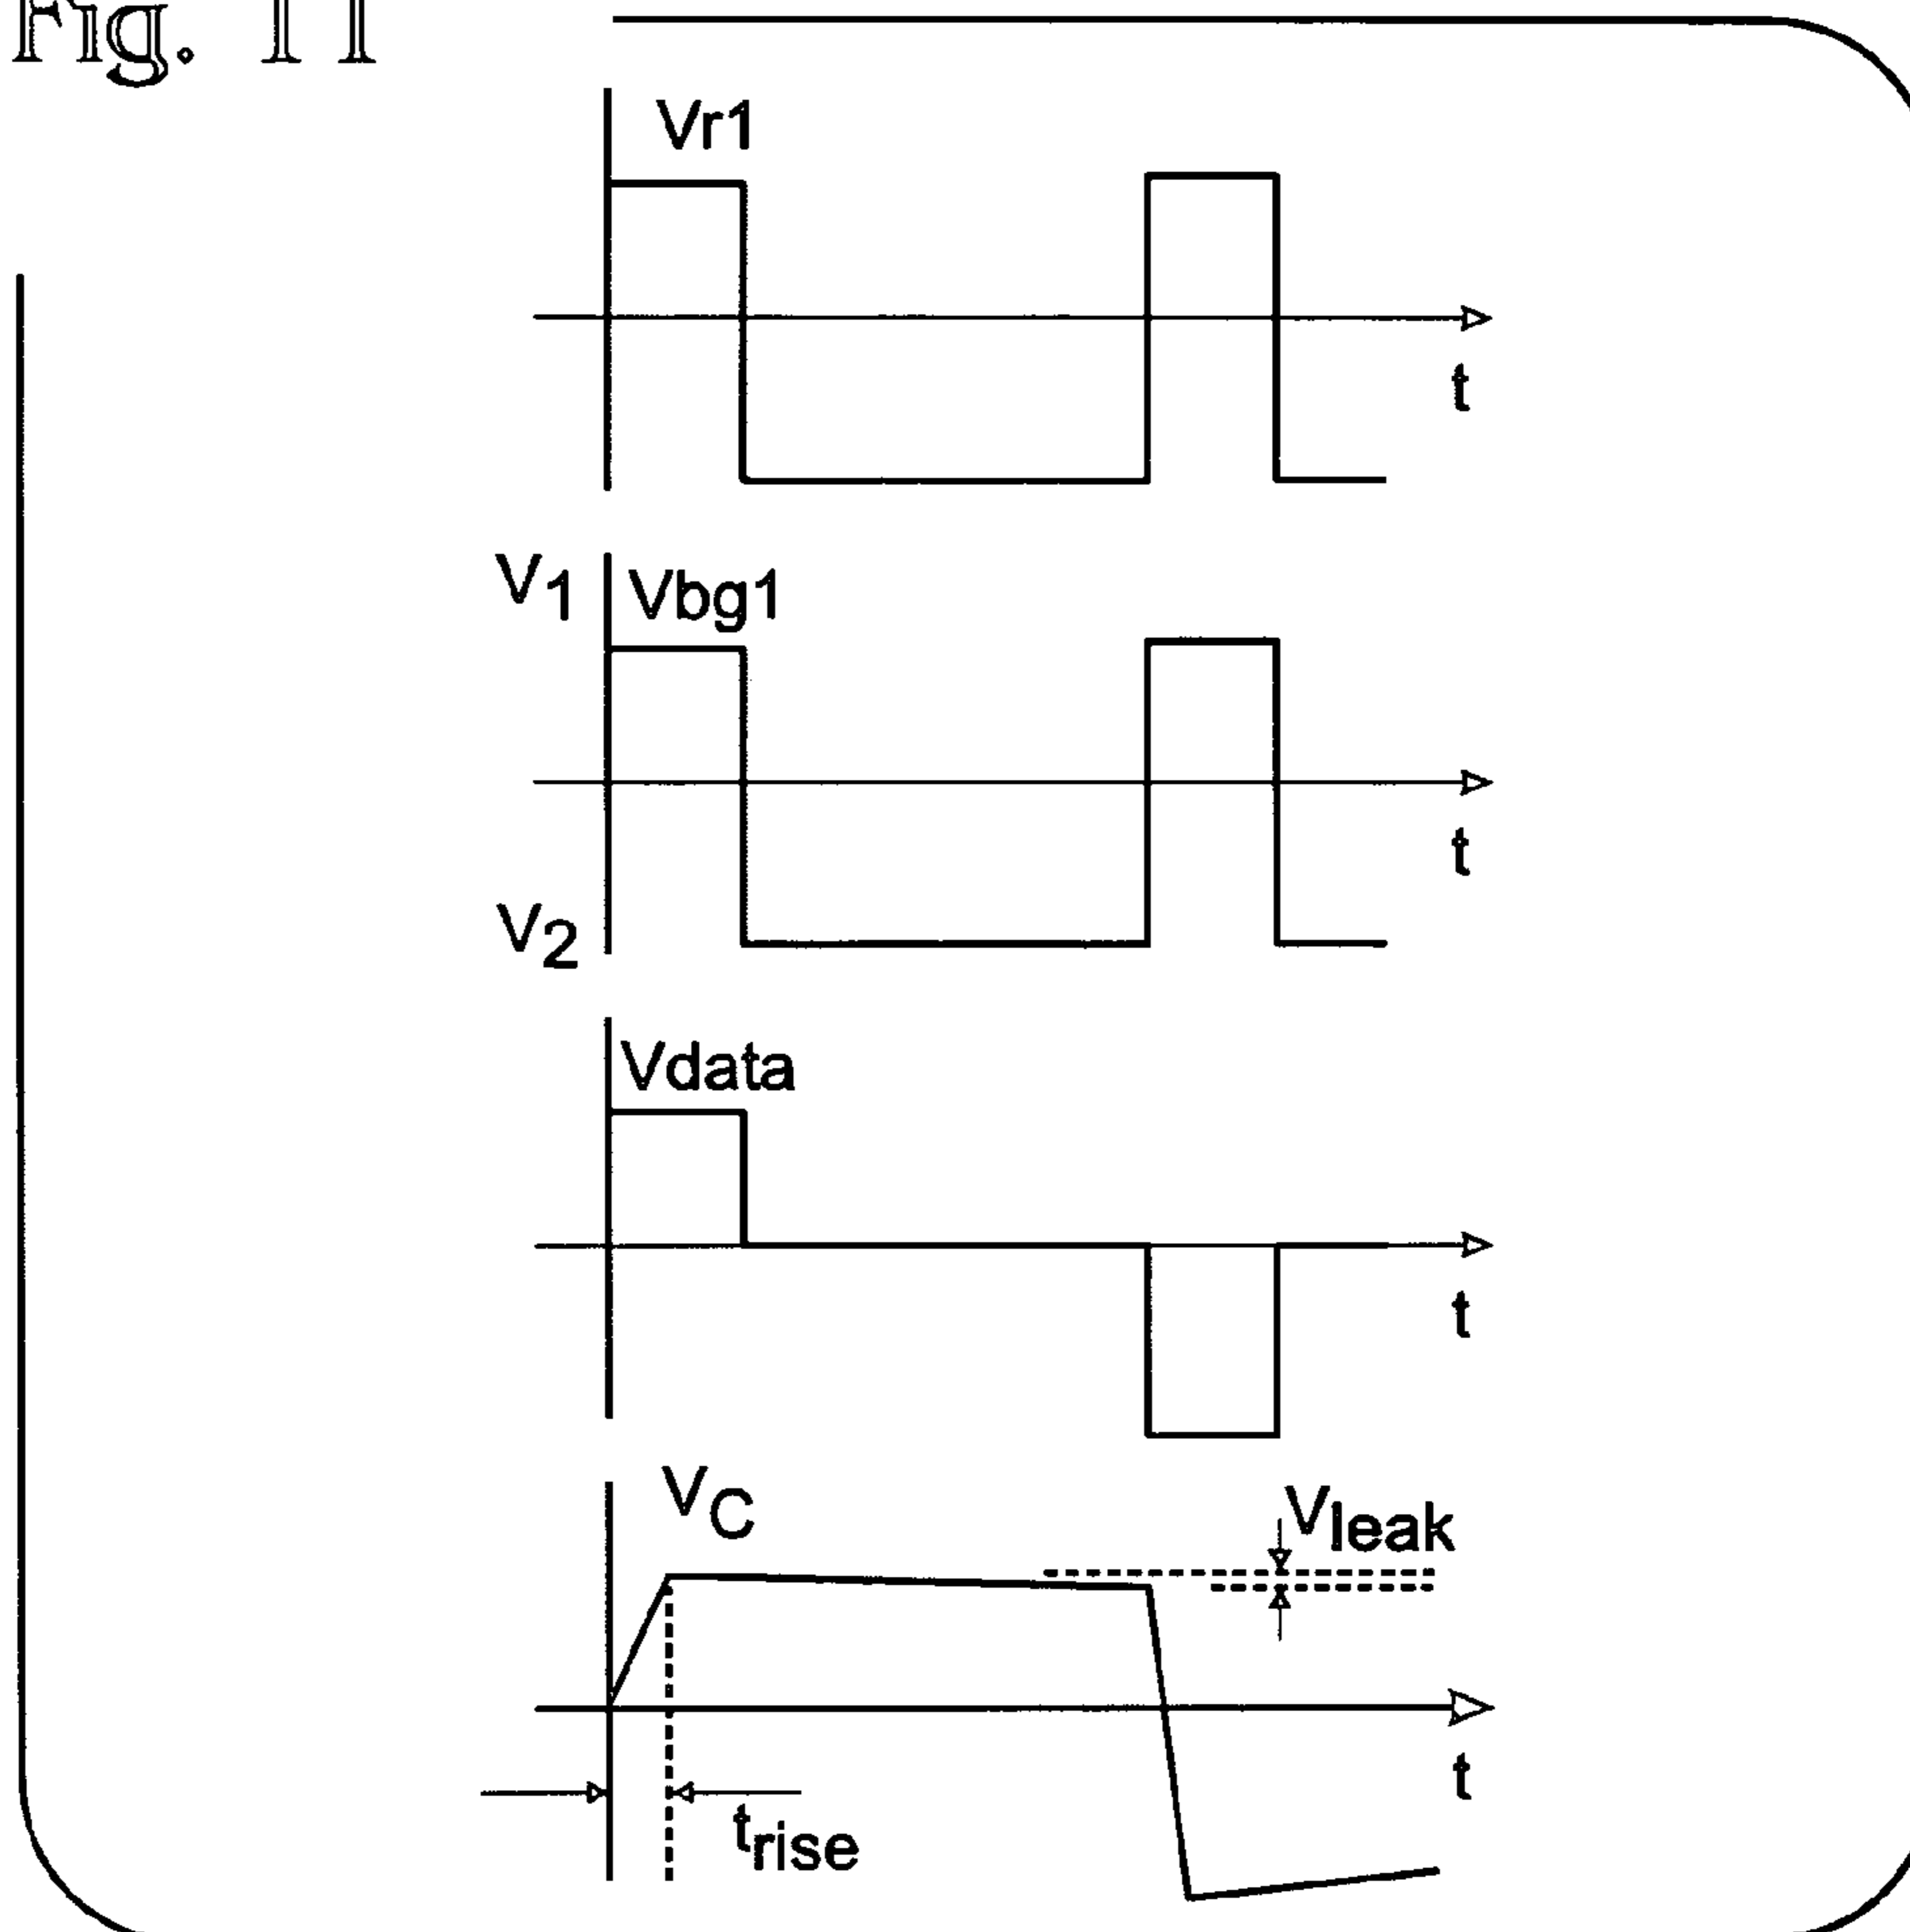 Fig. 11
Vr1
t
V1 Vbg1
t
V2
Vdata
t
VC
Vleak
t
trise